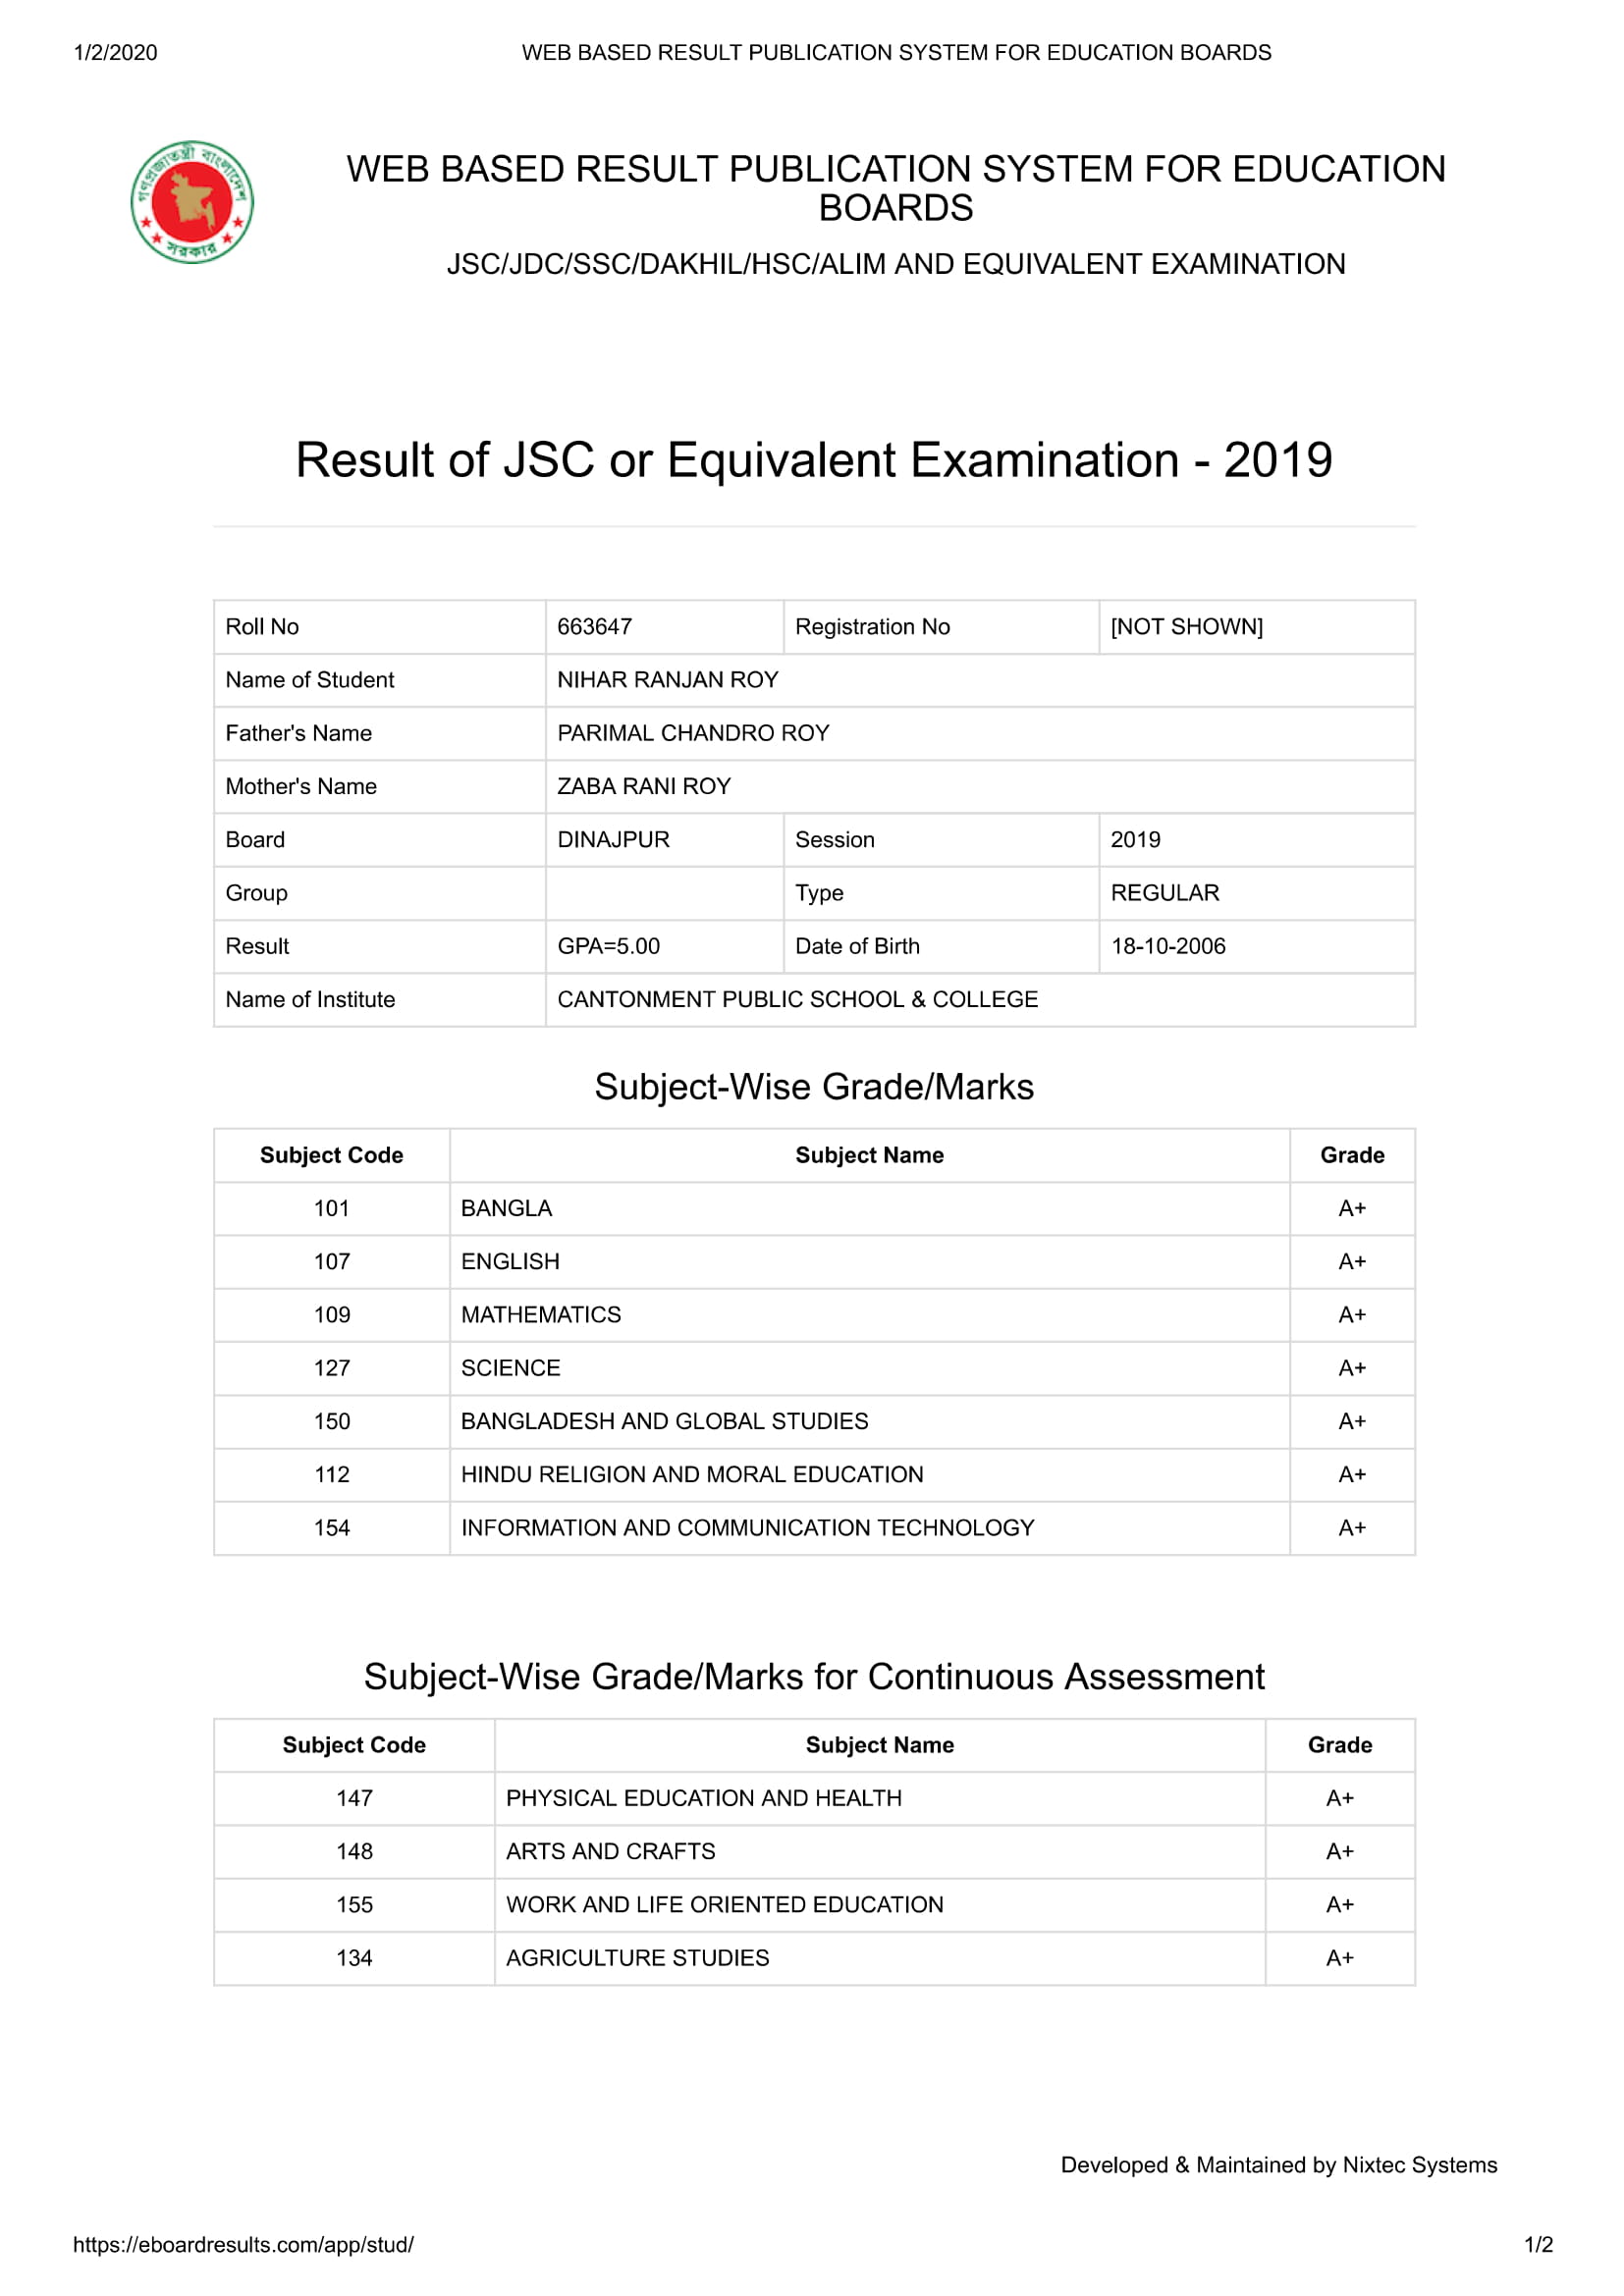 1/2/2020 WEB BASED RESULT PUBLICATION SYSTEM FOR EDUCATION BOARDS
গণপ্রজাতন্ত্রী বাংলাদেশ
সরকার
WEB BASED RESULT PUBLICATION SYSTEM FOR EDUCATION
BOARDS
JSC/JDC/SSC/DAKHIL/HSC/ALIM AND EQUIVALENT EXAMINATION
Result of JSC or Equivalent Examination - 2019
Roll No 663647 Registration No [NOT SHOWN]
Name of Student NIHAR RANJAN ROY
Father's Name PARIMAL CHANDRO ROY
Mother's Name ZABA RANI ROY
Board DINAJPUR Session 2019
Group Type REGULAR
Result GPA=5.00 Date of Birth 18-10-2006
Name of Institute CANTONMENT PUBLIC SCHOOL & COLLEGE
Subject-Wise Grade/Marks
Subject Code Subject Name Grade
101 BANGLA A+
107 ENGLISH A+
109 MATHEMATICS A+
127 SCIENCE A+
150 BANGLADESH AND GLOBAL STUDIES A+
112 HINDU RELIGION AND MORAL EDUCATION A+
154 INFORMATION AND COMMUNICATION TECHNOLOGY A+
Subject-Wise Grade/Marks for Continuous Assessment
Subject Code Subject Name Grade
147 PHYSICAL EDUCATION AND HEALTH A+
148 ARTS AND CRAFTS A+
155 WORK AND LIFE ORIENTED EDUCATION A+
134 AGRICULTURE STUDIES A+
Developed & Maintained by Nixtec Systems
https://eboardresults.com/app/stud/ 1/2